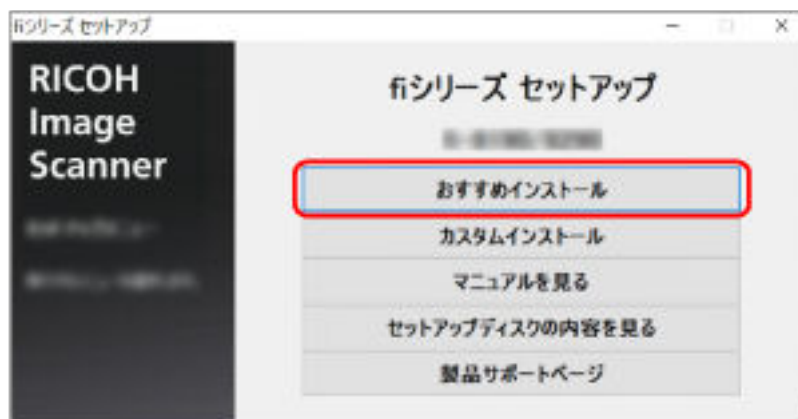 fiシリーズ セットアップ
RICOH
Image
Scanner
fiシリーズ セットアップ
おすすめインストール
カスタムインストール
マニュアルを見る
セットアップディスクの内容を見る
製品サポートページ